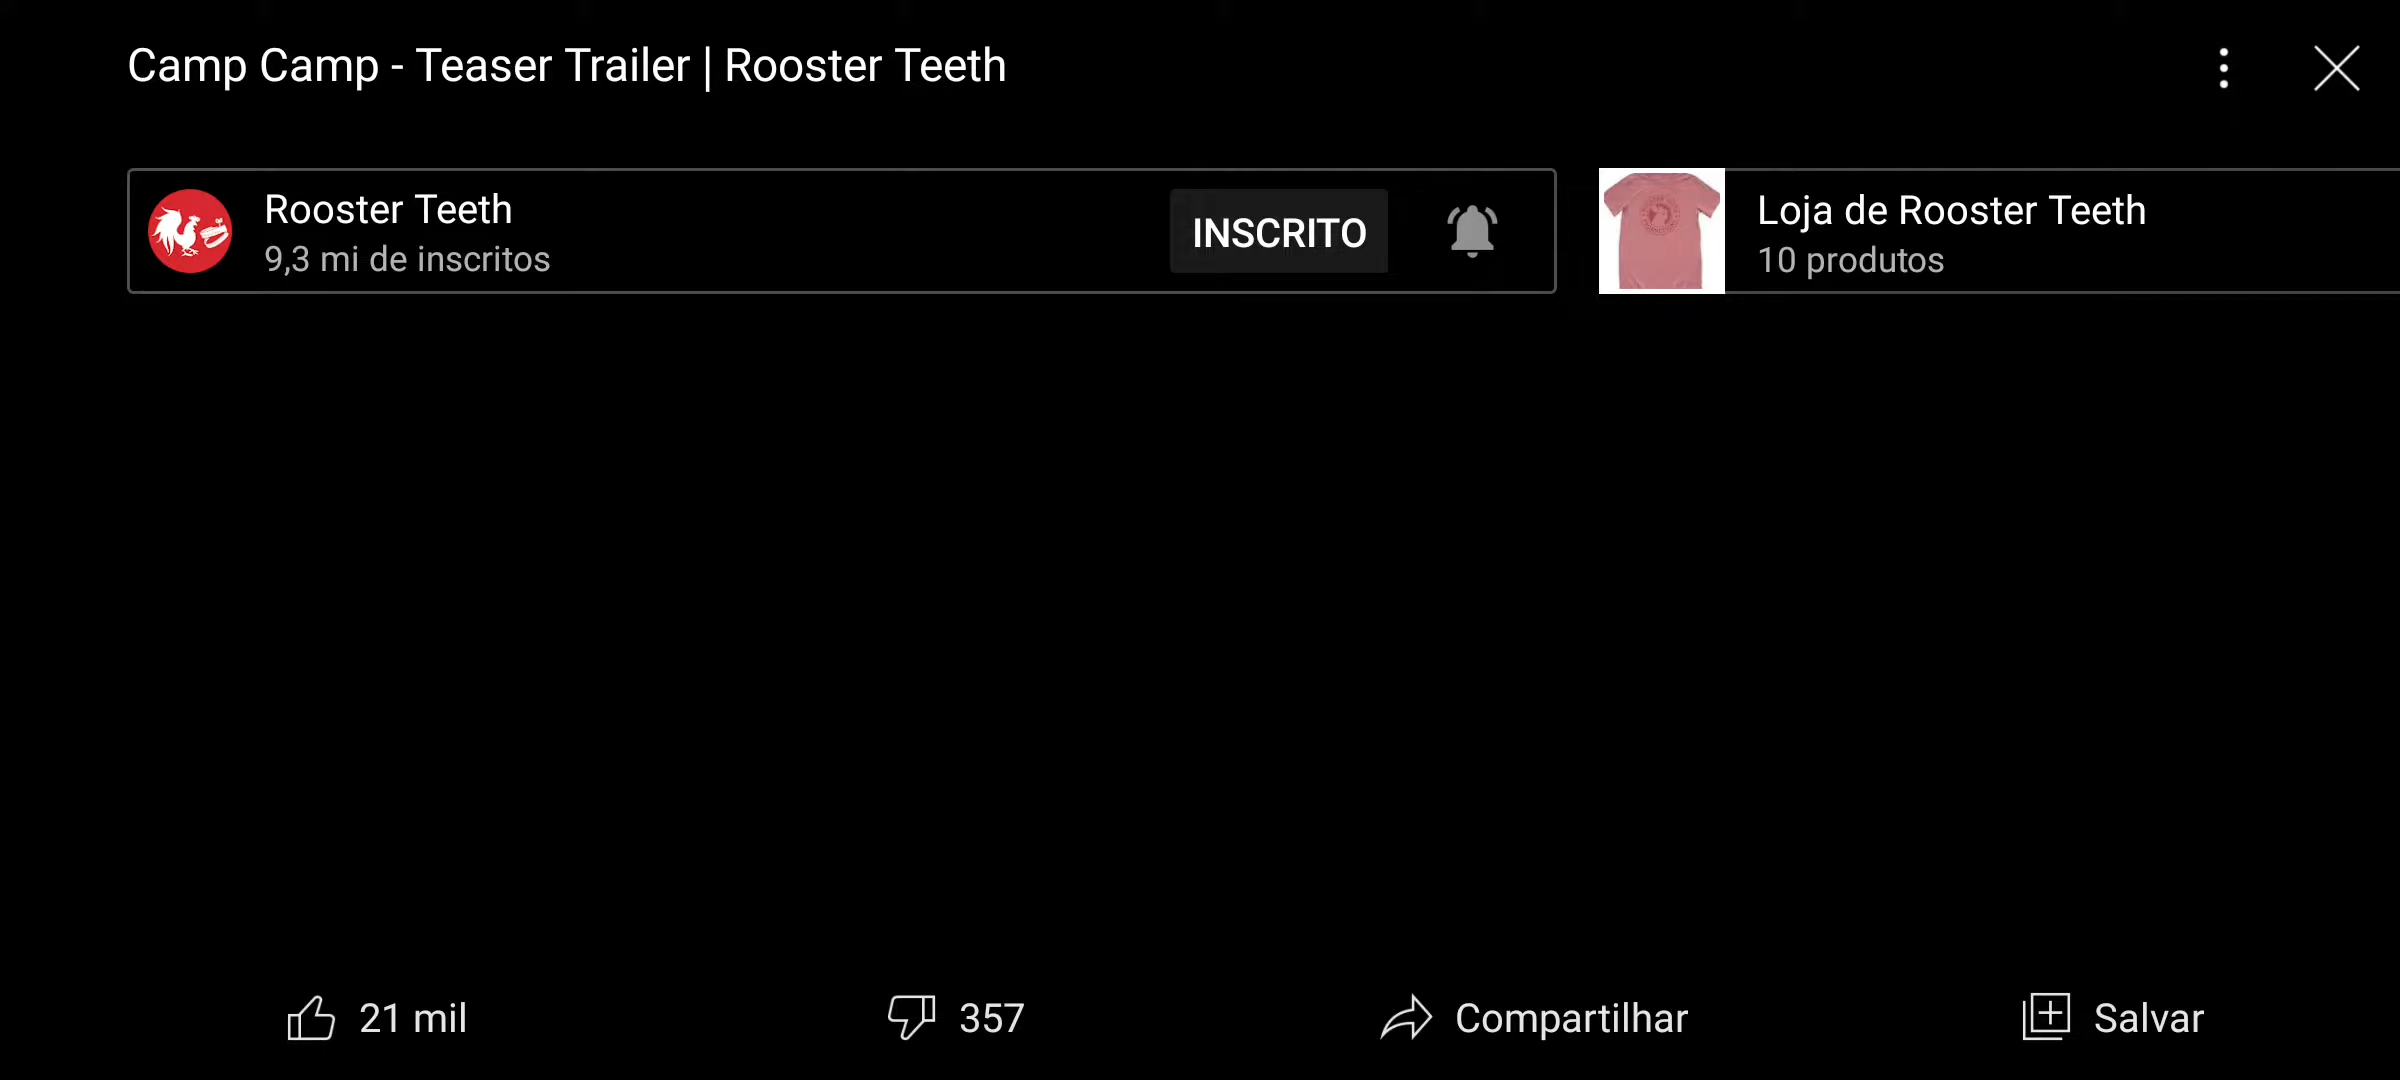 Camp Camp - Teaser Trailer | Rooster Teeth
Rooster Teeth
9,3 mi de inscritos
INSCRITO
Loja de Rooster Teeth
10 produtos
21 mil
357
Compartilhar
Salvar